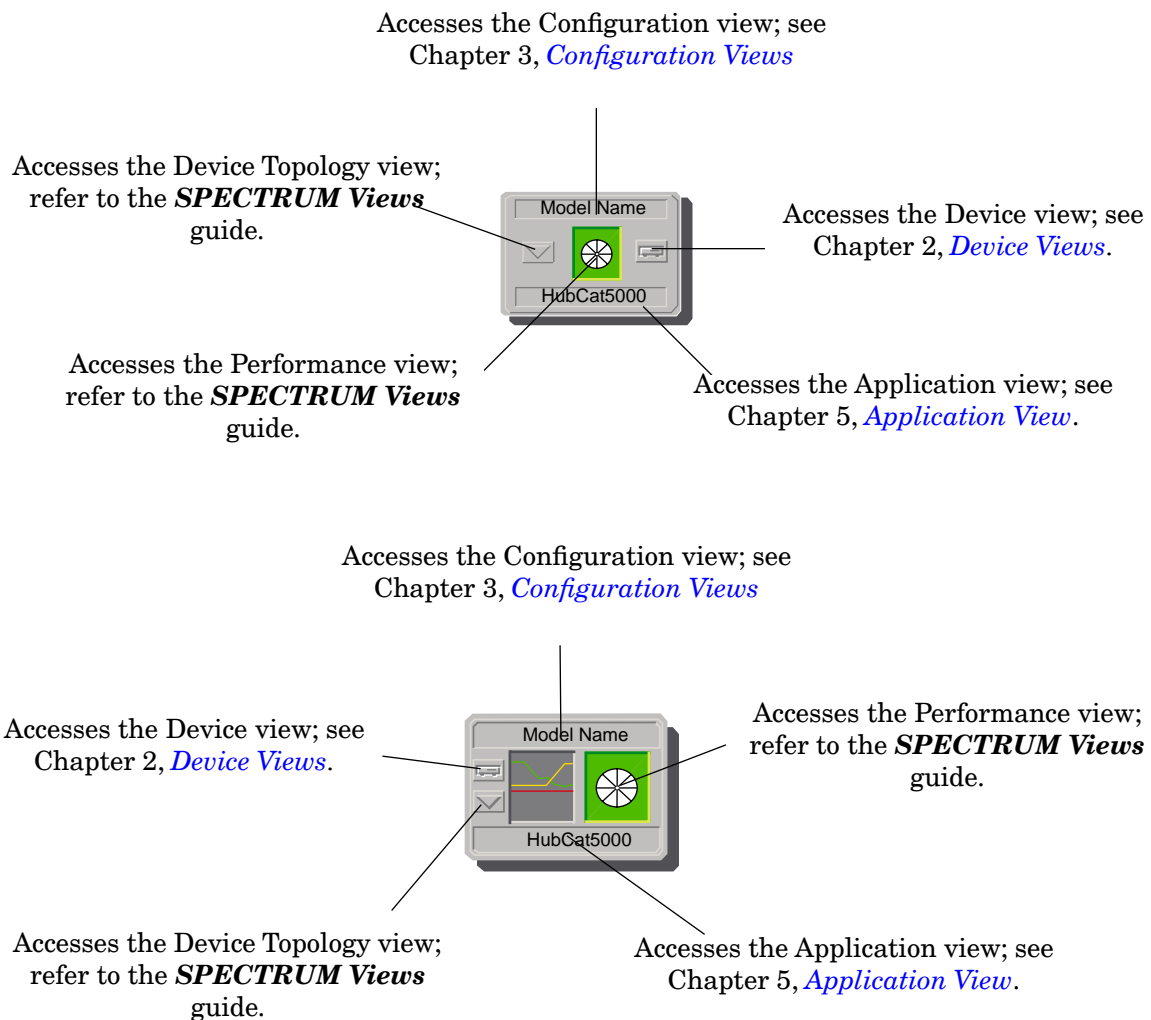 Accesses the Configuration view; see
Chapter 3, Configuration Views
Accesses the Device Topology view;
refer to the SPECTRUM Views
guide.
Model Name
Accesses the Device view; see
Chapter 2, Device Views.
HubCat5000
Accesses the Performance view;
refer to the SPECTRUM Views
guide.
Accesses the Application view; see
Chapter 5, Application View.
Accesses the Configuration view; see
Chapter 3, Configuration Views
Accesses the Device view; see
Chapter 2, Device Views.
Model Name
Accesses the Performance view;
refer to the SPECTRUM Views
guide.
HubCat5000
Accesses the Device Topology view;
refer to the SPECTRUM Views
guide.
Accesses the Application view; see
Chapter 5, Application View.